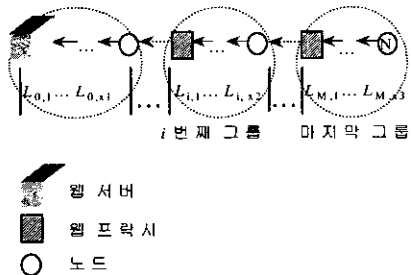 ... ... ... N
L0,1 ... L0,x1 ... Li,1 ... Li,x2 ... LM,1 ... LM,x3
i 번째 그룹 마지막 그룹
웹 서버
웹 프락시
노드